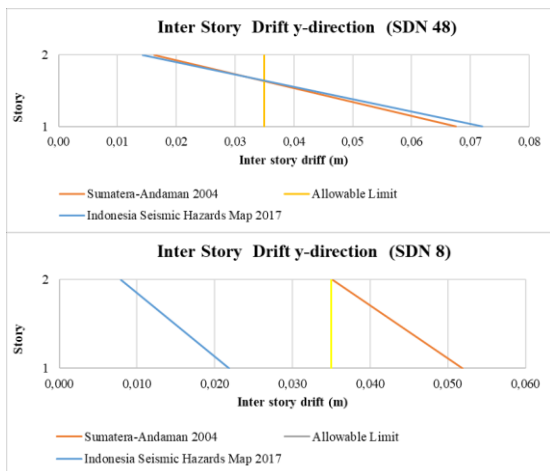 Inter Story Drift y-direction (SDN 48)
2
Story
1
0,00 0,01 0,02 0,03 0,04 0,05 0,06 0,07 0,08
Inter story driff (m)
Sumatera-Andaman 2004 Allowable Limit
Indonesia Seismic Hazards Map 2017
Inter Story Drift y-direction (SDN 8)
2
Story
1
0,000 0,010 0,020 0,030 0,040 0,050 0,060
Inter story drift (m)
Sumatera-Andaman 2004 Allowable Limit
Indonesia Seismic Hazards Map 2017